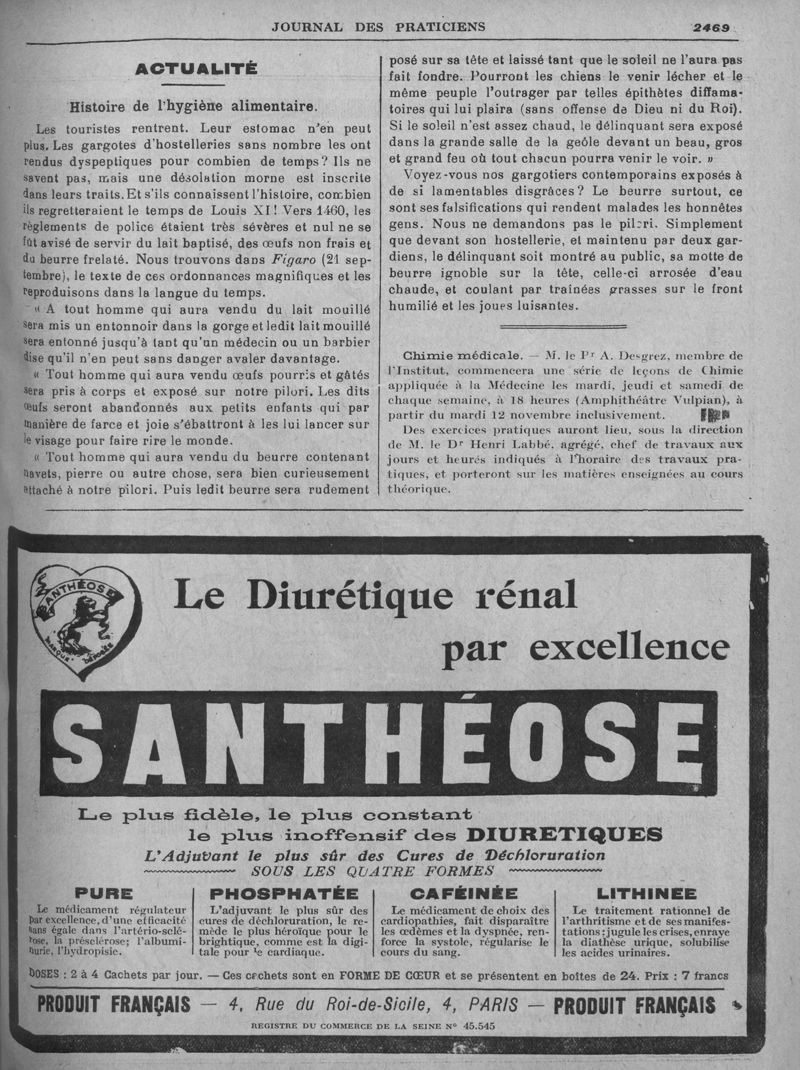 JOURNAL DES PRATICIENS 2469
ACTUALITÉ
Histoire de l'hygiène alimentaire.
Les touristes rentrent. Leur estomac n'en peut
plus. Les gargotes d'hostelleries sans nombre les ont
rendus dyspeptiques pour combien de temps ? Ils ne
savent pas, mais une désolation morne est inscrite
dans leurs traits. Et s'ils connaissent l'histoire, combien
ils regretteraient le temps de Louis XI ! Vers 1460, les
règlements de police étaient très sévères et nul ne se
fût avisé de servir du lait baptisé, des œufs non frais et
du beurre frelaté. Nous trouvons dans Figaro (21 sep-
tembre), le texte de ces ordonnances magnifiques et les
reproduisons dans la langue du temps.
« A tout homme qui aura vendu du lait mouillé
sera mis un entonnoir dans la gorge et ledit lait mouillé
sera entonné jusqu'à tant qu'un médecin ou un barbier
dise qu'il n'en peut sans danger avaler davantage.
« Tout homme qui aura vendu œufs pourris et gâtés
sera pris à corps et exposé sur notre pilori. Les dits
œufs seront abandonnés aux petits enfants qui par
manière de farce et joie s'ébattront à les lui lancer sur
le visage pour faire rire le monde.
« Tout homme qui aura vendu du beurre contenant
navets, pierre ou autre chose, sera bien curieusement
attaché à notre pilori. Puis ledit beurre sera rudement
posé sur sa tête et laissé tant que le soleil ne l'aura pas
fait fondre. Pourront les chiens le venir lécher et le
même peuple l'outrager par telles épithètes diffama-
toires qui lui plaira (sans offense de Dieu ni du Roi).
Si le soleil n'est assez chaud, le délinquant sera exposé
dans la grande salle de la geôle devant un beau, gros
et grand feu où tout chacun pourra venir le voir. »
Voyez-vous nos gargotiers contemporains exposés à
de si lamentables disgrâces ? Le beurre surtout, ce
sont ses falsifications qui rendent malades les honnêtes
gens. Nous ne demandons pas le pilori. Simplement
que devant son hostellerie, et maintenu par deux gar-
diens, le délinquant soit montré au public, sa motte de
beurre ignoble sur la tête, celle-ci arrosée d'eau
chaude, et coulant par traînées grasses sur le front
humilié et les joues luisantes.
Chimie médicale. — M. le Pr A. Desgrez, membre de
l'Institut, commencera une série de leçons de Chimie
appliquée à la Médecine les mardi, jeudi et samedi de
chaque semaine, à 18 heures (Amphithéâtre Vulpian), à
partir du mardi 12 novembre inclusivement.
Des exercices pratiques auront lieu, sous la direction
de M. le Dr Henri Labbé, agrégé, chef de travaux aux
jours et heures indiqués à l'horaire des travaux pra-
tiques, et porteront sur les matières enseignées au cours
théorique.
SANTHÉOSE
MARQUE DÉPOSÉE
Le Diurétique rénal
par excellence
SANTHÉOSE
Le plus fidèle, le plus constant
le plus inoffensif des DIURETIQUES
L'Adjuvant le plus sûr des Cures de Déchloruration
SOUS LES QUATRE FORMES
PURE
Le médicament régulateur
par excellence, d'une efficacité
sans égale dans l'artério-sclé-
rose, la présclérose; l'albumi-
nurie, l'hydropisie.
PHOSPHATÉE
L'adjuvant le plus sûr des
cures de déchloruration, le re-
mède le plus héroïque pour le
brightique, comme est la digi-
tale pour le cardiaque.
CAFÉINÉE
Le médicament de choix des
cardiopathies, fait disparaître
les œdèmes et la dyspnée, ren-
force la systole, régularise le
cours du sang.
LITHINEE
Le traitement rationnel de
l'arthritisme et de ses manifes-
tations; jugule les crises, enraye
la diathèse urique, solubilise
les acides urinaires.
DOSES : 2 à 4 Cachets par jour. — Ces cachets sont en FORME DE CŒUR et se présentent en boîtes de 24. Prix : 7 francs
PRODUIT FRANÇAIS — 4, Rue du Roi-de-Sicile, 4, PARIS — PRODUIT FRANÇAIS
REGISTRE DU COMMERCE DE LA SEINE N° 45.545